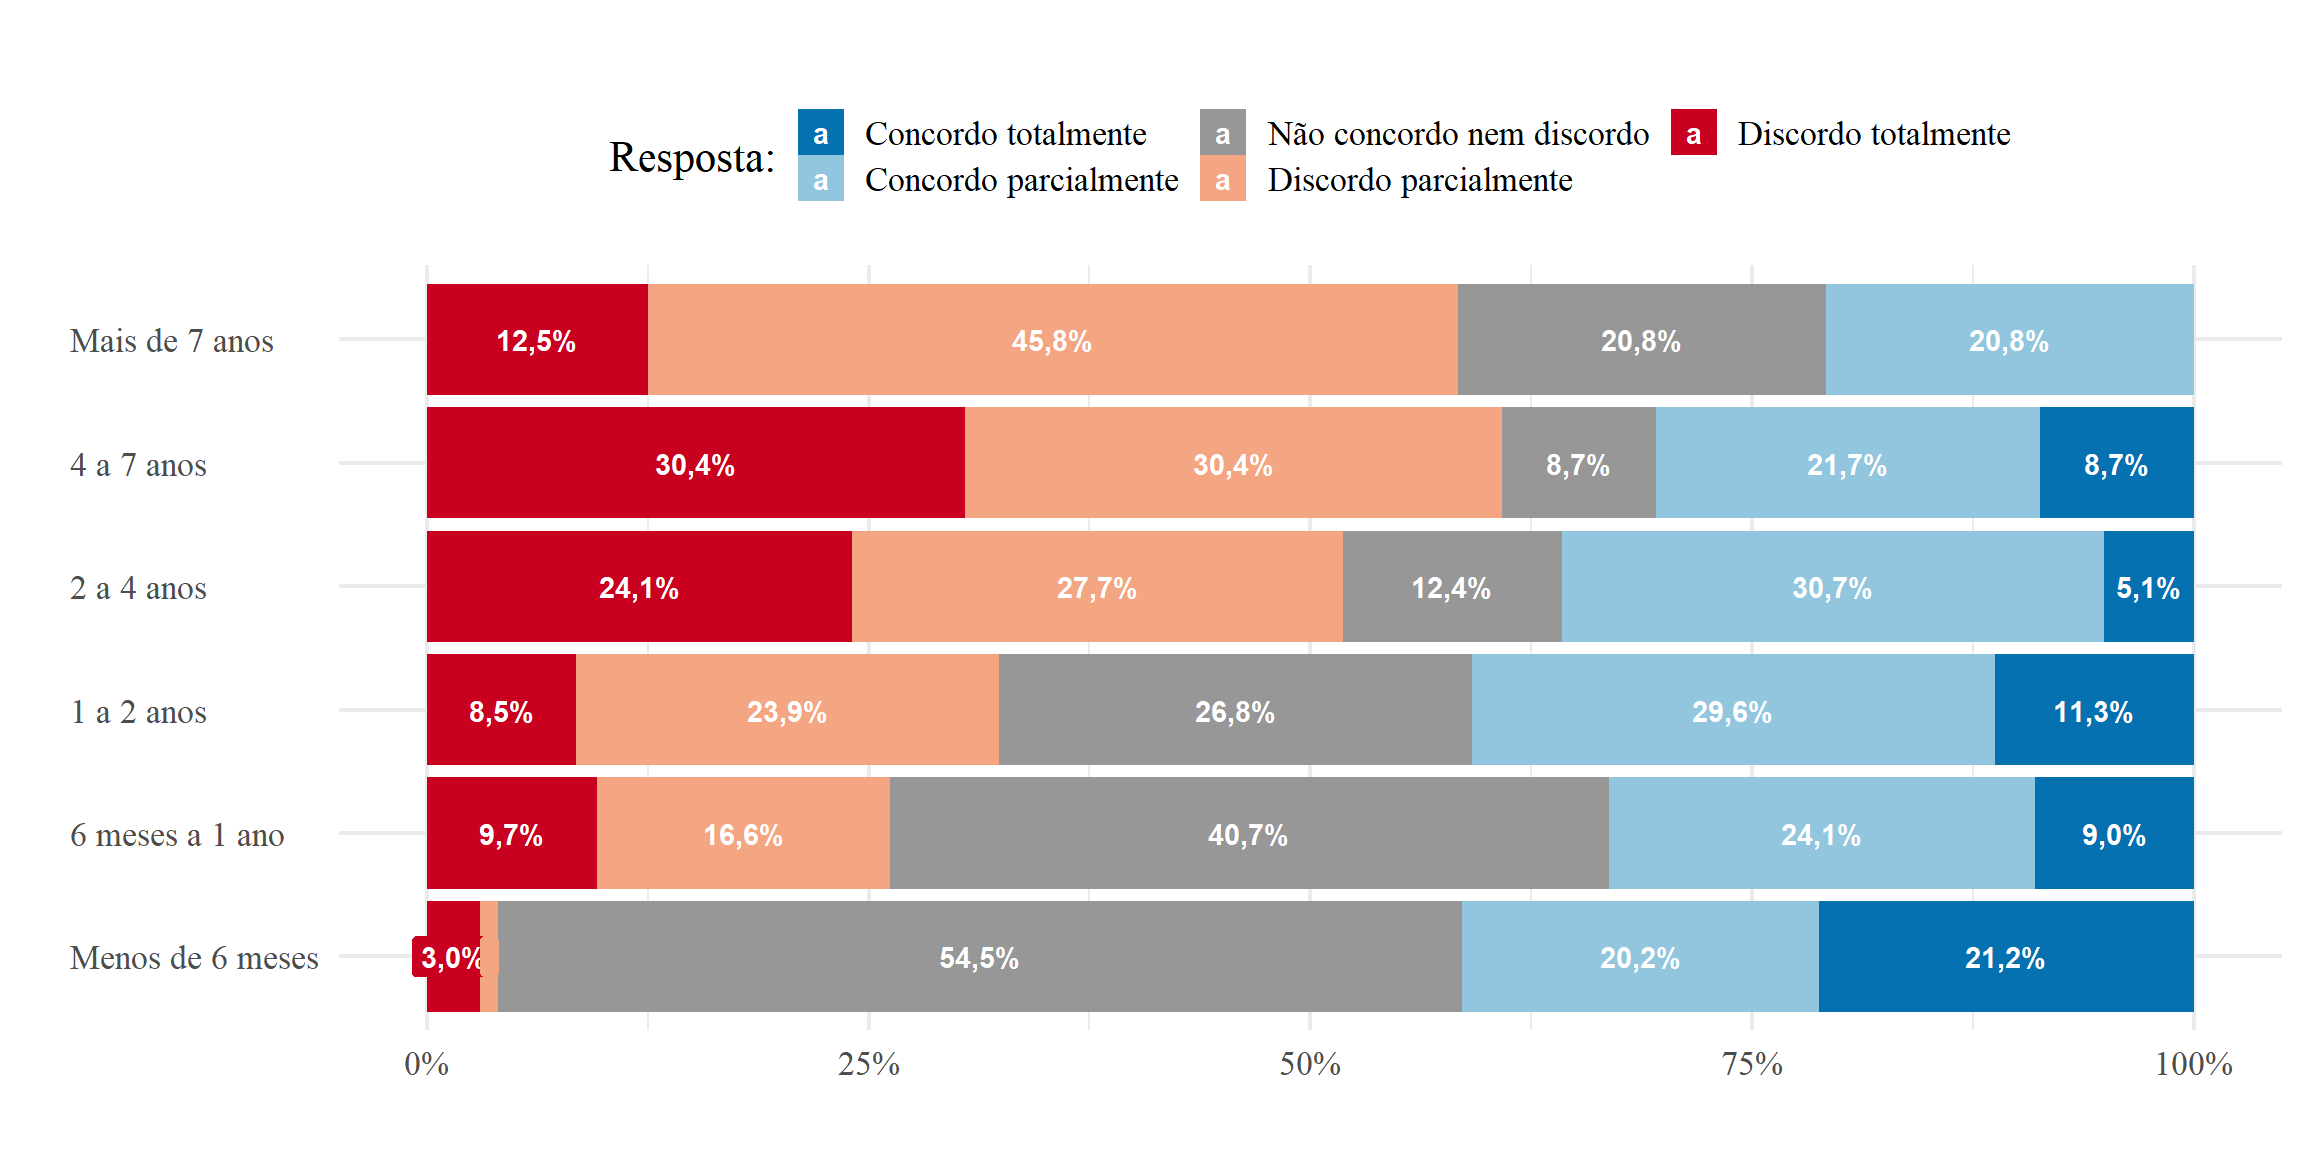 Resposta:
a Concordo totalmente
a Não concordo nem discordo
a Discordo totalmente
a Concordo parcialmente
a Discordo parcialmente
Mais de 7 anos
12,5% 45,8% 20,8% 20,8%
4 a 7 anos
30,4% 30,4% 8,7% 21,7% 8,7%
2 a 4 anos
24,1% 27,7% 12,4% 30,7% 5,1%
1 a 2 anos
8,5% 23,9% 26,8% 29,6% 11,3%
6 meses a 1 ano
9,7% 16,6% 40,7% 24,1% 9,0%
Menos de 6 meses
3,0% 54,5% 20,2% 21,2%
0% 25% 50% 75% 100%